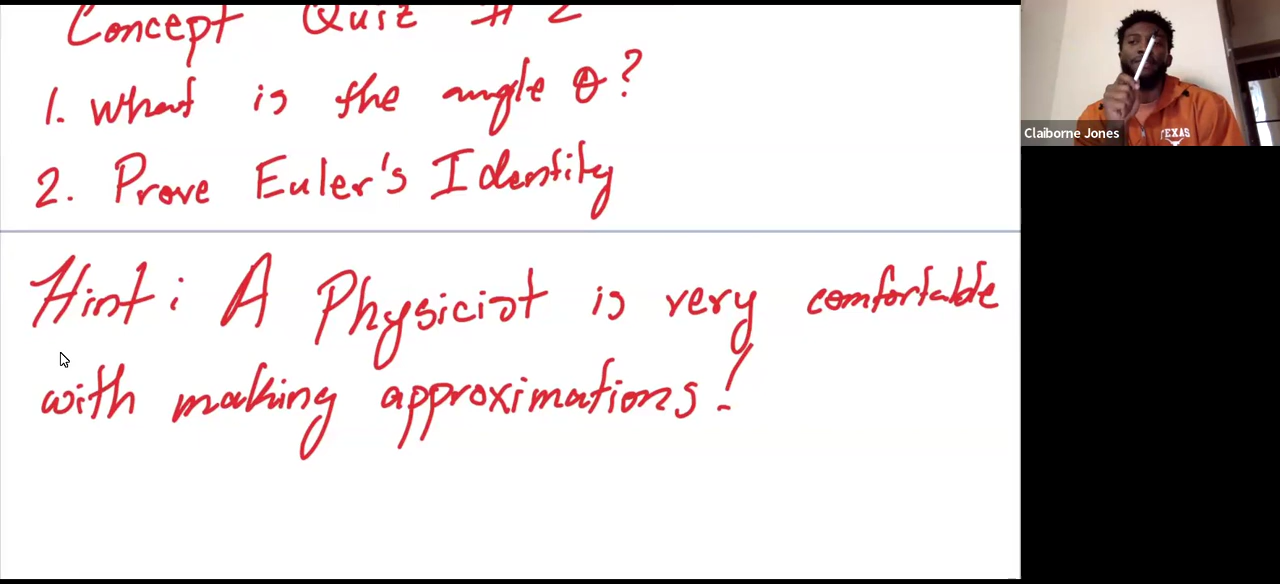 Concept Quiz # 2
1. What is the angle θ?
2. Prove Euler's Identity
Hint: A Physicist is very comfortable
with making approximations!
Claiborne Jones
TEXAS